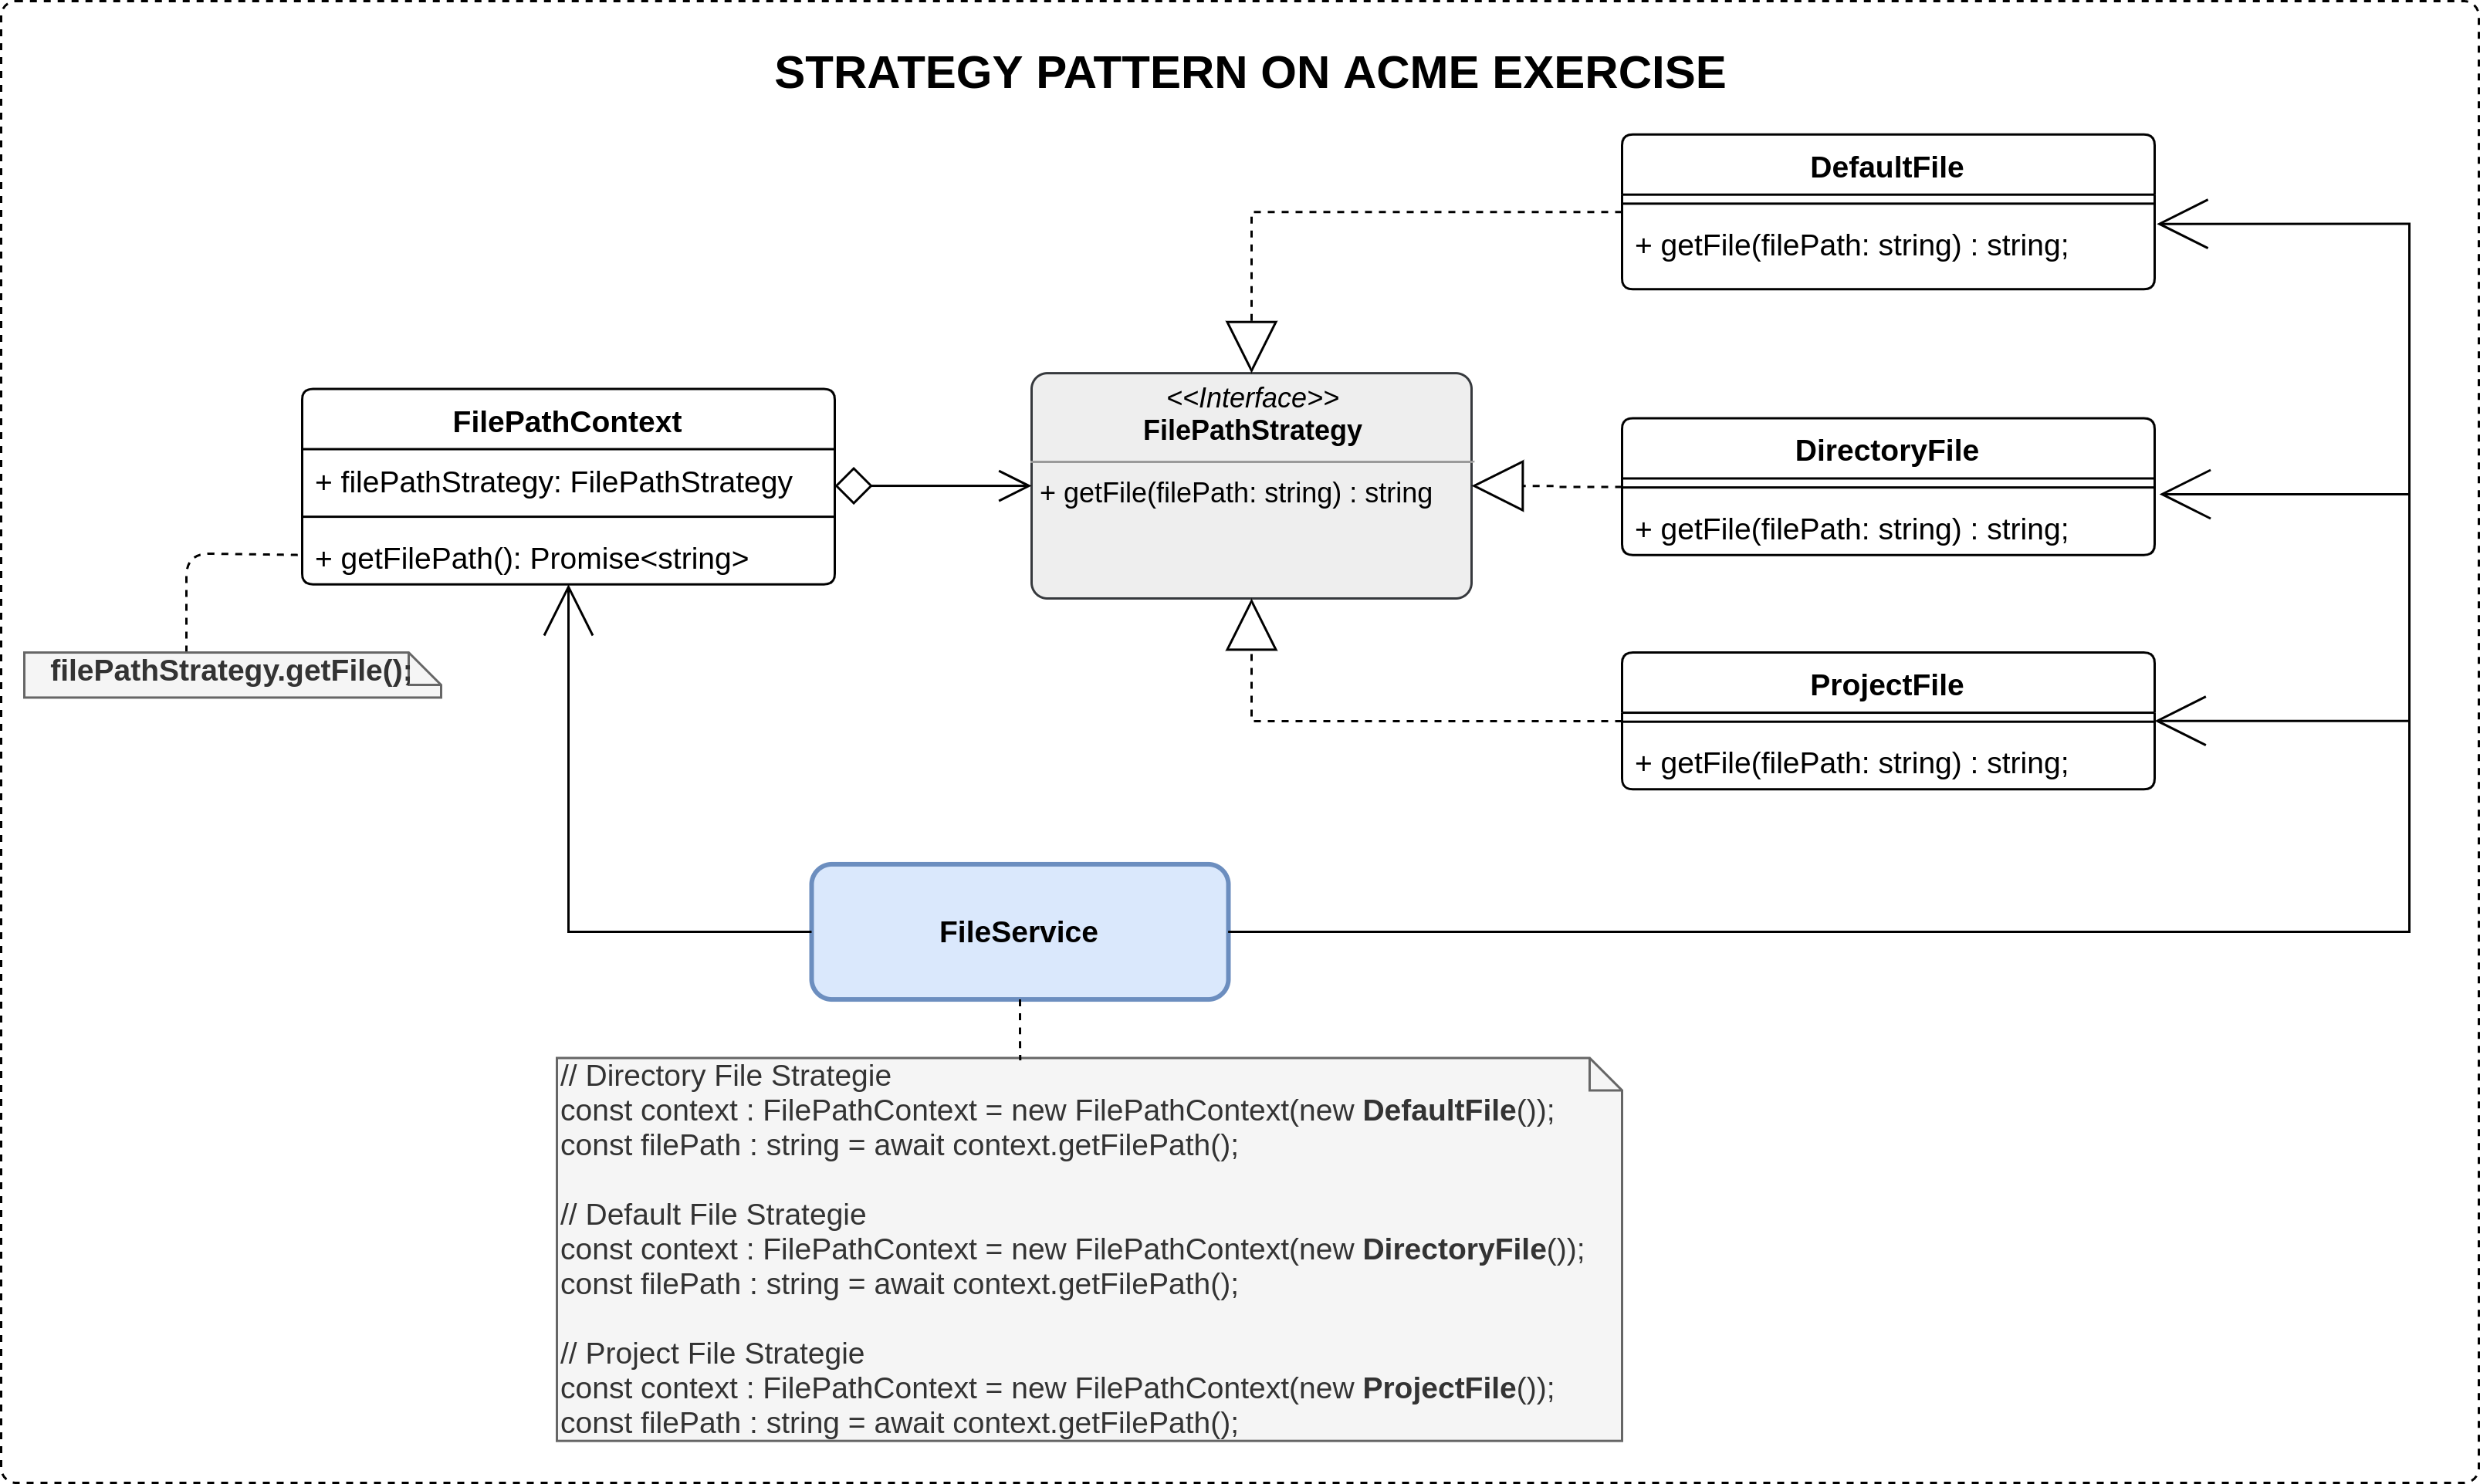 STRATEGY PATTERN ON ACME EXERCISE
DefaultFile
+ getFile(filePath: string) : string;
<<Interface>>
FilePathStrategy
+ getFile(filePath: string) : string
FilePathContext
+ filePathStrategy: FilePathStrategy
+ getFilePath(): Promise<string>
DirectoryFile
+ getFile(filePath: string) : string;
filePathStrategy.getFile();
ProjectFile
+ getFile(filePath: string) : string;
FileService
// Directory File Strategie
const context : FilePathContext = new FilePathContext(new DefaultFile());
const filePath : string = await context.getFilePath();
// Default File Strategie
const context : FilePathContext = new FilePathContext(new DirectoryFile());
const filePath : string = await context.getFilePath();
// Project File Strategie
const context : FilePathContext = new FilePathContext(new ProjectFile());
const filePath : string = await context.getFilePath();